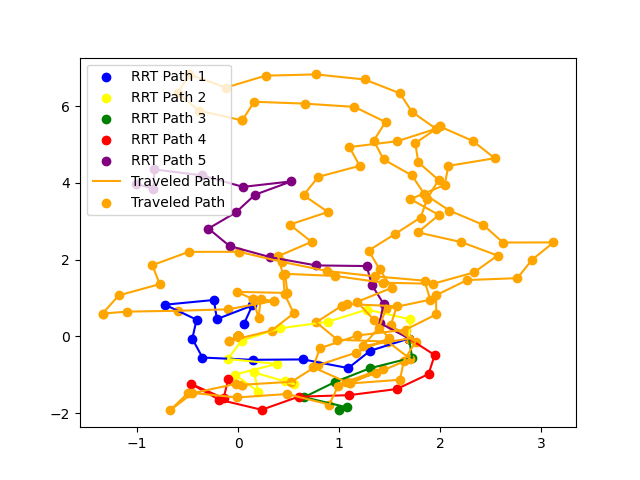 RRT Path 1
RRT Path 2
RRT Path 3
RRT Path 4
RRT Path 5
Traveled Path
Traveled Path
6
4
2
0
−2
−1 0 1 2 3